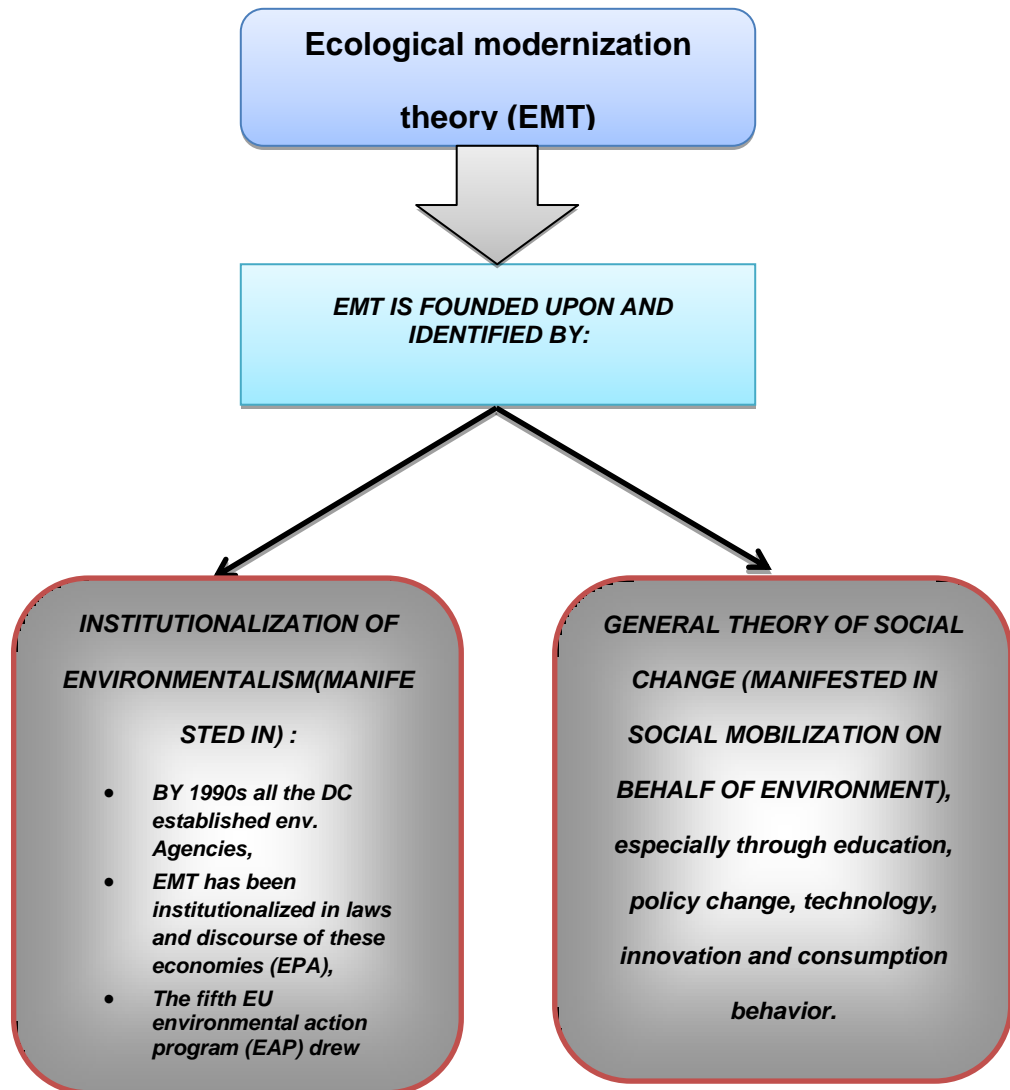 Ecological modernization
theory (EMT)
EMT IS FOUNDED UPON AND
IDENTIFIED BY:
INSTITUTIONALIZATION OF
ENVIRONMENTALISM(MANIFE
STED IN) :
• BY 1990s all the DC
established env.
Agencies,
• EMT has been
institutionalized in laws
and discourse of these
economies (EPA),
• The fifth EU
environmental action
program (EAP) drew
GENERAL THEORY OF SOCIAL
CHANGE (MANIFESTED IN
SOCIAL MOBILIZATION ON
BEHALF OF ENVIRONMENT),
especially through education,
policy change, technology,
innovation and consumption
behavior.